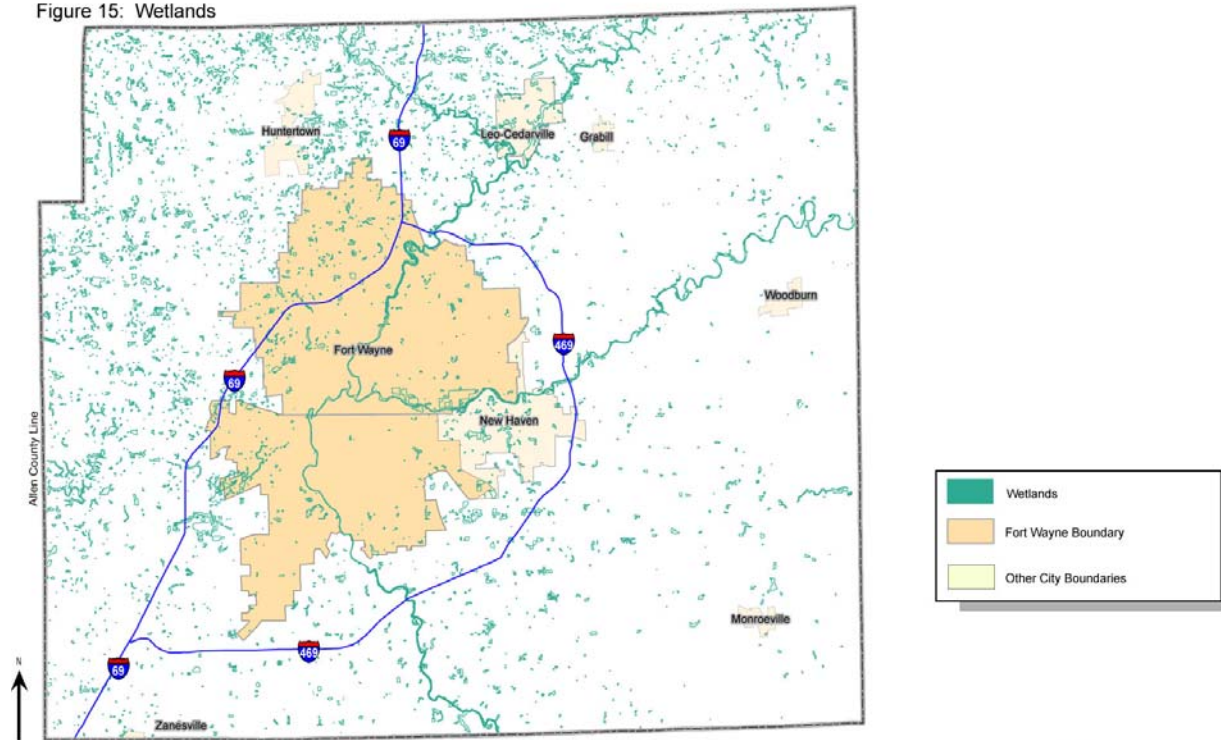 Figure 15: Wetlands
Huntertown
69
Leo-Cedarville
Grabill
Woodburn
Fort Wayne
469
69
New Haven
Allen County Line
Wetlands
Fort Wayne Boundary
Other City Boundaries
Monroeville
469
69
N
Zanesville